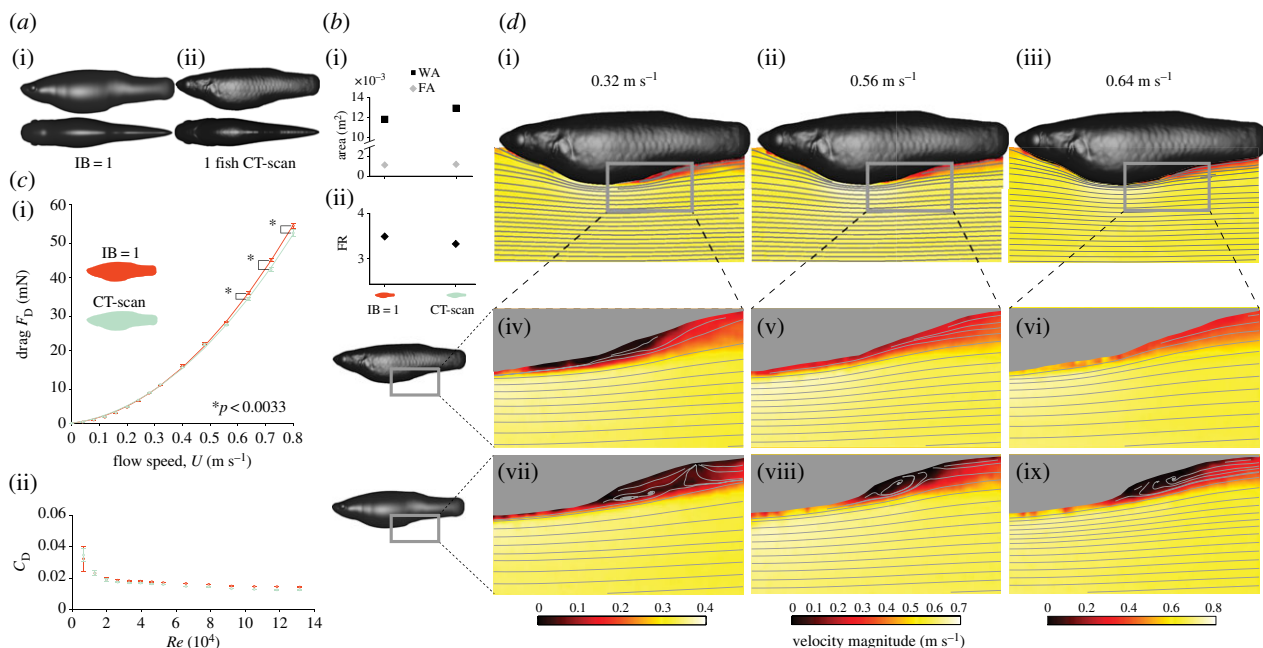 (a)
(i)
(ii)
IB = 1
1 fish CT-scan
(b)
(i)
■ WA
◆ FA
×10⁻³
area (m²)
14
12
10
2
1
0
(ii)
FR
4
3
IB = 1
CT-scan
(c)
(i)
drag F_D (mN)
60
50
40
30
20
10
0
IB = 1
CT-scan
*
*
*
*p < 0.0033
0.1 0.2 0.3 0.4 0.5 0.6 0.7 0.8
flow speed, U (m s⁻¹)
(ii)
C_D
0.06
0.04
0.02
0
0 2 4 6 8 10 12 14
Re (10⁴)
(d)
(i)
0.32 m s⁻¹
(ii)
0.56 m s⁻¹
(iii)
0.64 m s⁻¹
(iv)
(v)
(vi)
(vii)
(viii)
(ix)
0 0.1 0.2 0.3 0.4
0 0.1 0.2 0.3 0.4 0.5 0.6 0.7
0 0.2 0.4 0.6 0.8
velocity magnitude (m s⁻¹)